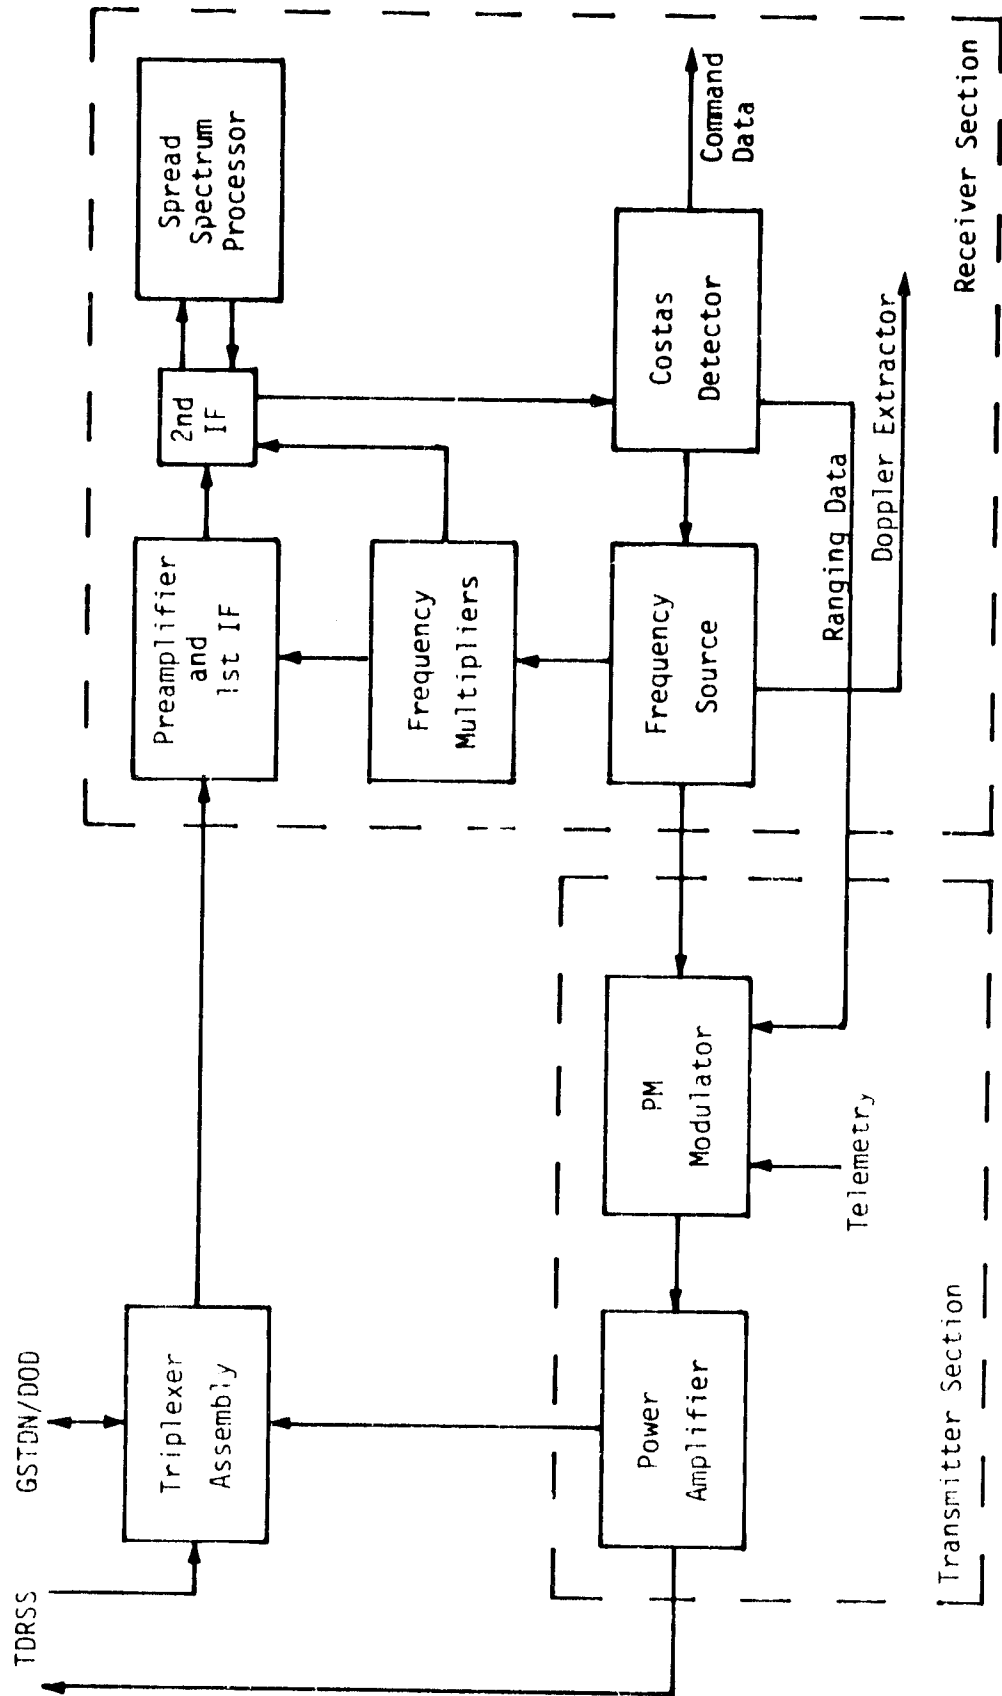 TDRSS
GSTDN/DOD
Triplexer
Assembly
Preamplifier
and
1st IF
2nd
IF
Spread
Spectrum
Processor
Frequency
Multipliers
Power
Amplifier
PM
Modulator
Frequency
Source
Costas
Detector
Command
Data
Telemetry
Ranging Data
Doppler Extractor
Transmitter Section
Receiver Section